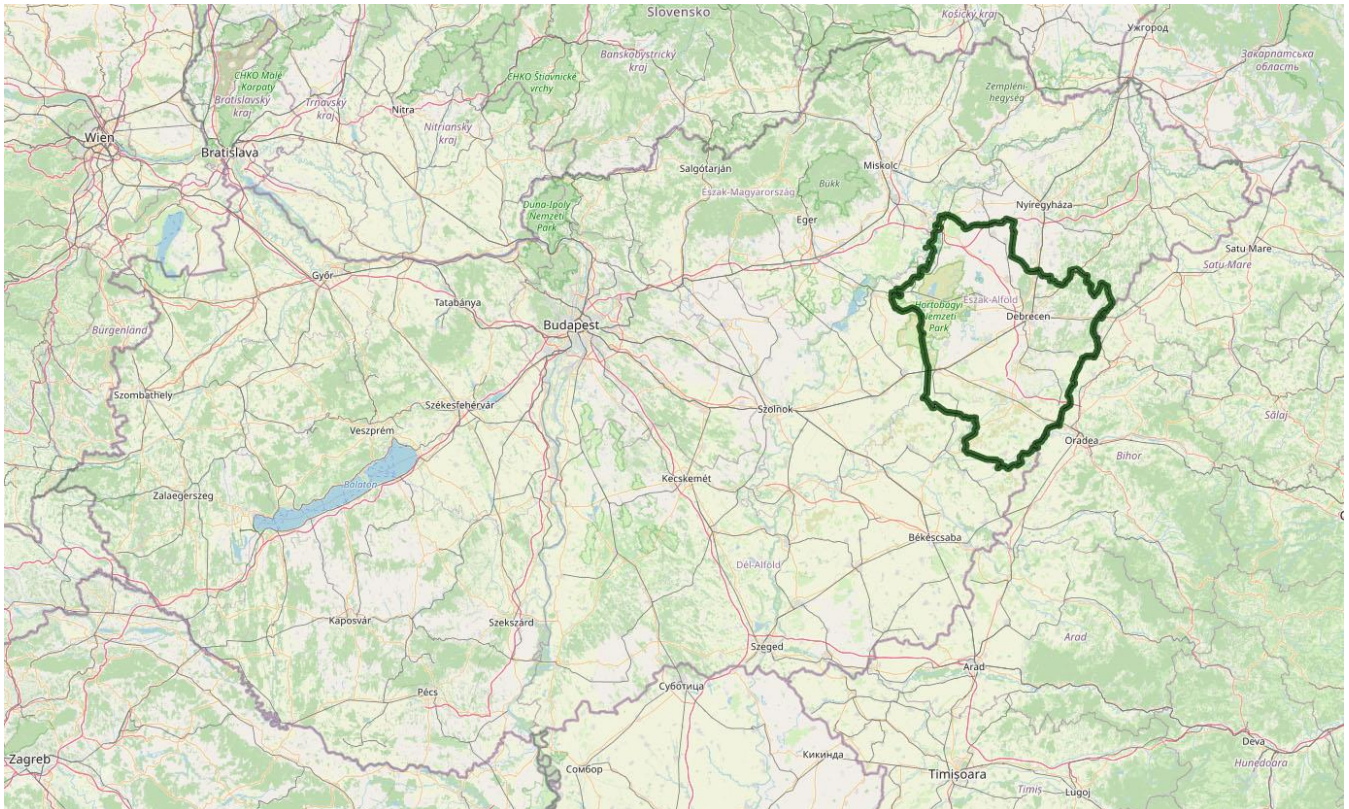 Slovensko
Košický kraj
Ужгород
Banskobystrický
kraj
Закарпатська
область
CHKO Malé
Karpaty
CHKO Štiavnické
vrchy
Zempléni-
hegység
Bratislavský
kraj
Trnavský
kraj
Nitra
Nitriansky
kraj
Wien
Bratislava
Salgótarján
Miskolc
Észak-Magyarország
Bukk
Nyíregyháza
Duna-Ipoly
Nemzeti
Park
Eger
Satu Mare
Satu Mare
Győr
Tatabánya
Hortobágyi
Nemzeti
Park
Észak-Alföld
Debrecen
Burgenland
Budapest
Szombathely
Székesfehérvár
Szolnok
Sălaj
Veszprém
Oradea
Bihor
Balaton
Zalaegerszeg
Kecskemét
Békéscsaba
Dél-Alföld
Kaposvár
Szekszárd
Arad
Szeged
Arad
Суботица
Pécs
Deva
Zagreb
Сомбор
Кикинда
Hunedoara
Timișoara
Timiș
Lugoj